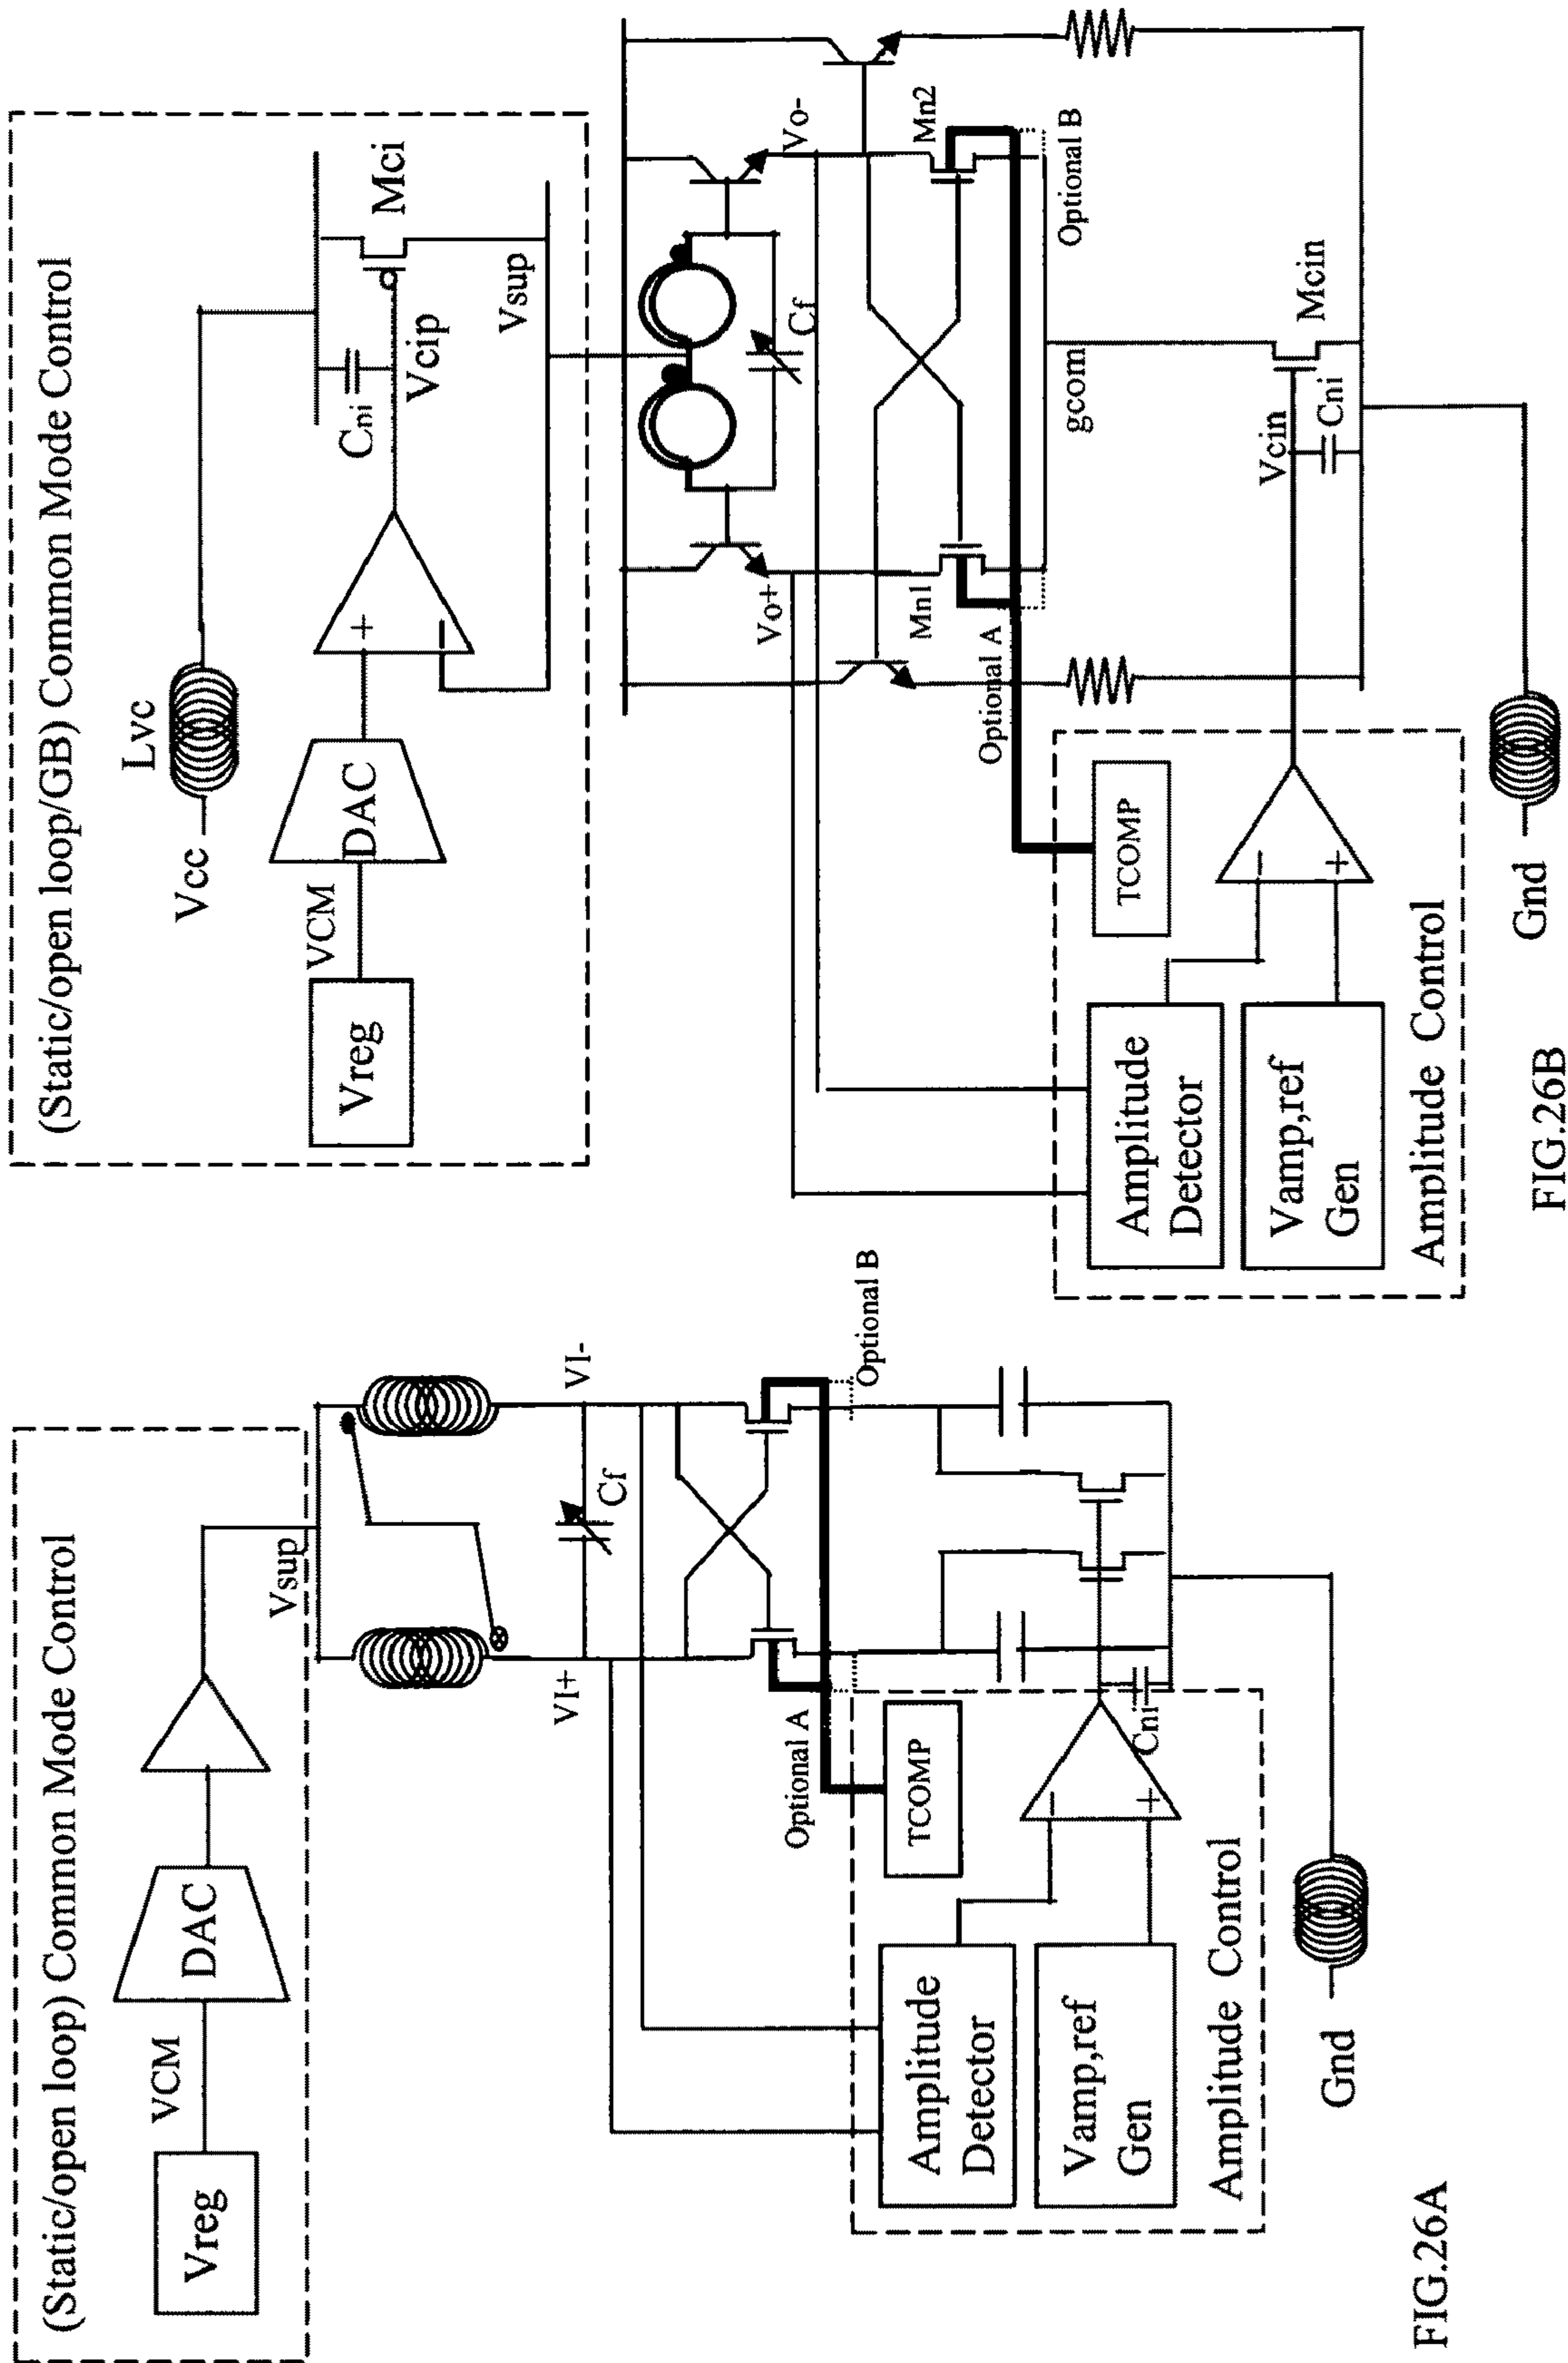 (Static/open loop) Common Mode Control
Vreg
VCM
DAC
Vsup
VI+
VI-
Cf
Optional A
Optional B
TCOMP
Amplitude
Detector
Vamp,ref
Gen
Cni
Amplitude Control
Gnd
FIG.26A
(Static/open loop/GB) Common Mode Control
Vcc
Lvc
Vreg
VCM
DAC
Cni
Vcip
Mci
Vsup
Cf
Vo+
Vo-
Mn1
Mn2
Optional A
Optional B
gcom
TCOMP
Amplitude
Detector
Vamp,ref
Gen
Vcin
Cni
Mcin
Amplitude Control
Gnd
FIG.26B